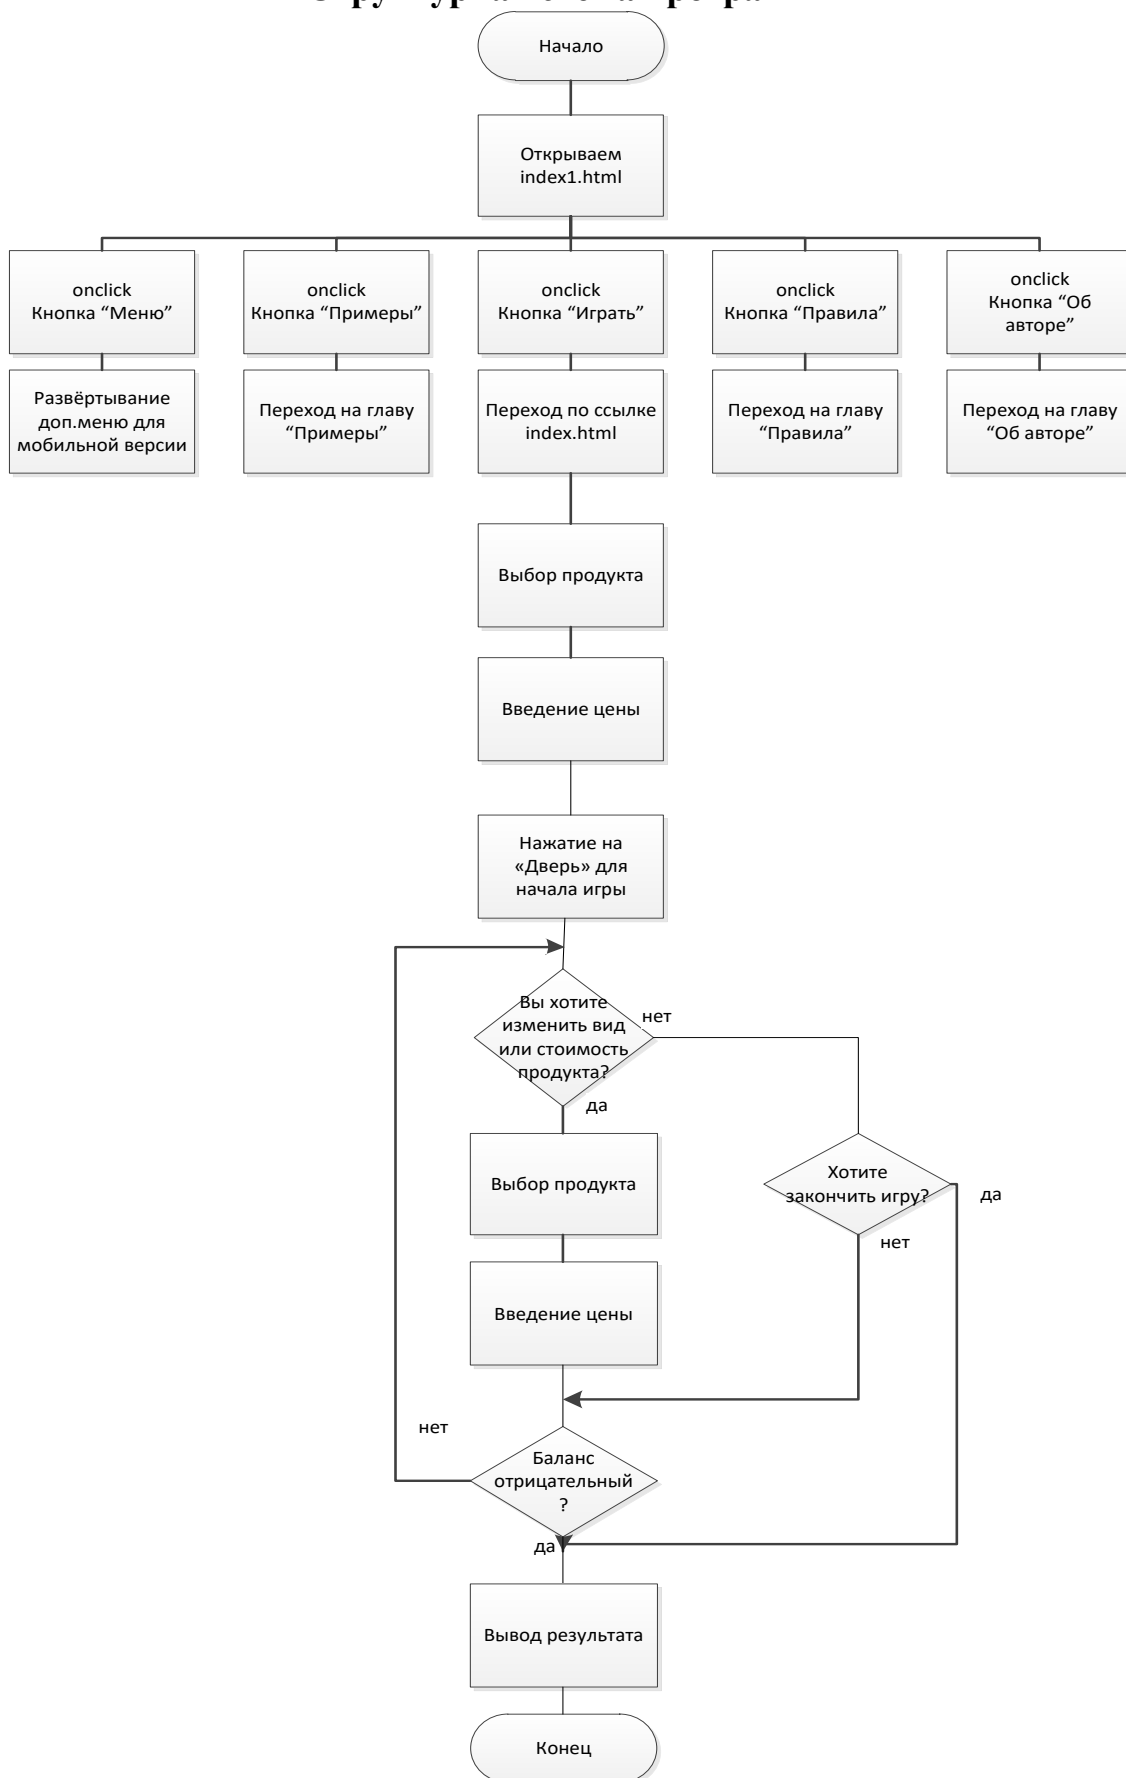 Начало
Открываем
index1.html
onclick
Кнопка “Меню”
onclick
Кнопка “Примеры”
onclick
Кнопка “Играть”
onclick
Кнопка “Правила”
onclick
Кнопка “Об
авторе”
Развёртывание
доп.меню для
мобильной версии
Переход на главу
“Примеры”
Переход по ссылке
index.html
Переход на главу
“Правила”
Переход на главу
“Об авторе”
Выбор продукта
Введение цены
Нажатие на
«Дверь» для
начала игры
Вы хотите
изменить вид
или стоимость
продукта?
нет
да
Выбор продукта
Хотите
закончить игру?
да
нет
Введение цены
нет
Баланс
отрицательный
?
да
Вывод результата
Конец